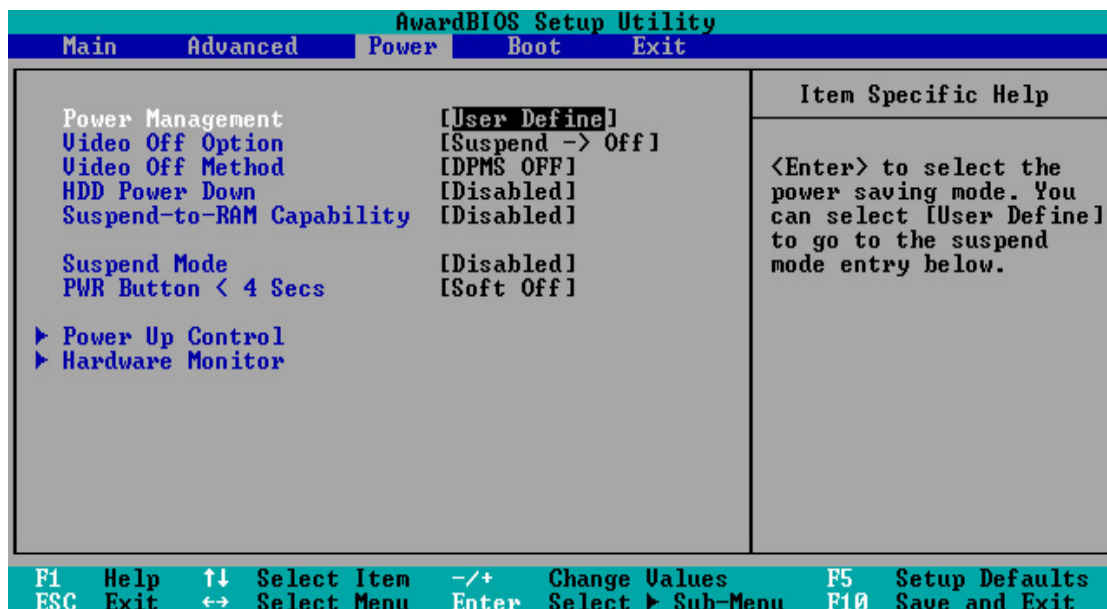 AwardBIOS Setup Utility
Main Advanced Power Boot Exit
Power Management [User Define]
Video Off Option [Suspend -> Off]
Video Off Method [DPMS OFF]
HDD Power Down [Disabled]
Suspend-to-RAM Capability [Disabled]
Suspend Mode [Disabled]
PWR Button < 4 Secs [Soft Off]
▶ Power Up Control
▶ Hardware Monitor
Item Specific Help
<Enter> to select the
power saving mode. You
can select [User Define]
to go to the suspend
mode entry below.
F1 Help ↑↓ Select Item -/+ Change Values F5 Setup Defaults
ESC Exit ↔ Select Menu Enter Select ▶ Sub-Menu F10 Save and Exit